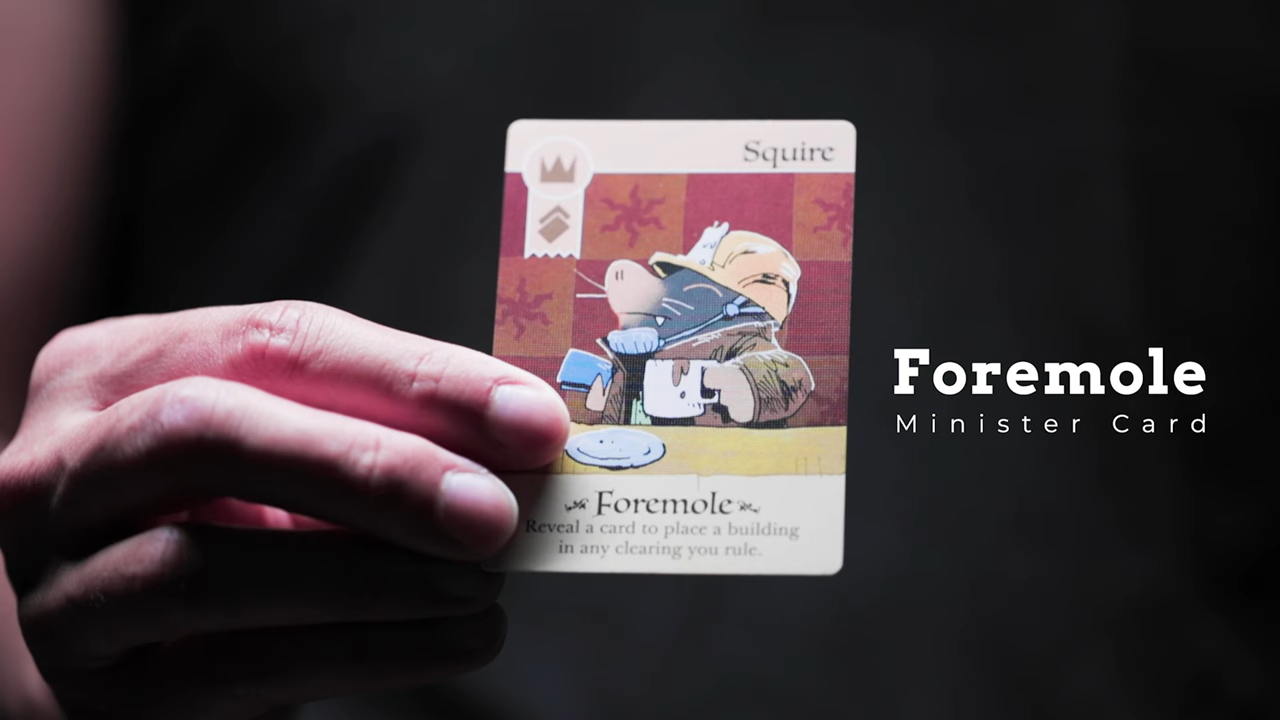 Squire
Foremole
Reveal a card to place a building
in any clearing you rule.
Foremole
Minister Card